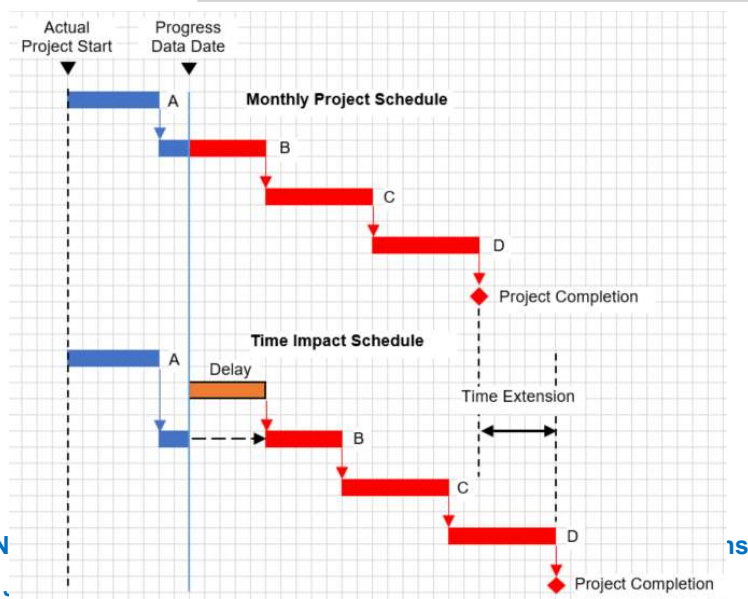 Actual
Project Start
Progress
Data Date
A
Monthly Project Schedule
B
C
D
Project Completion
Time Impact Schedule
A
Delay
Time Extension
B
C
D
Project Completion